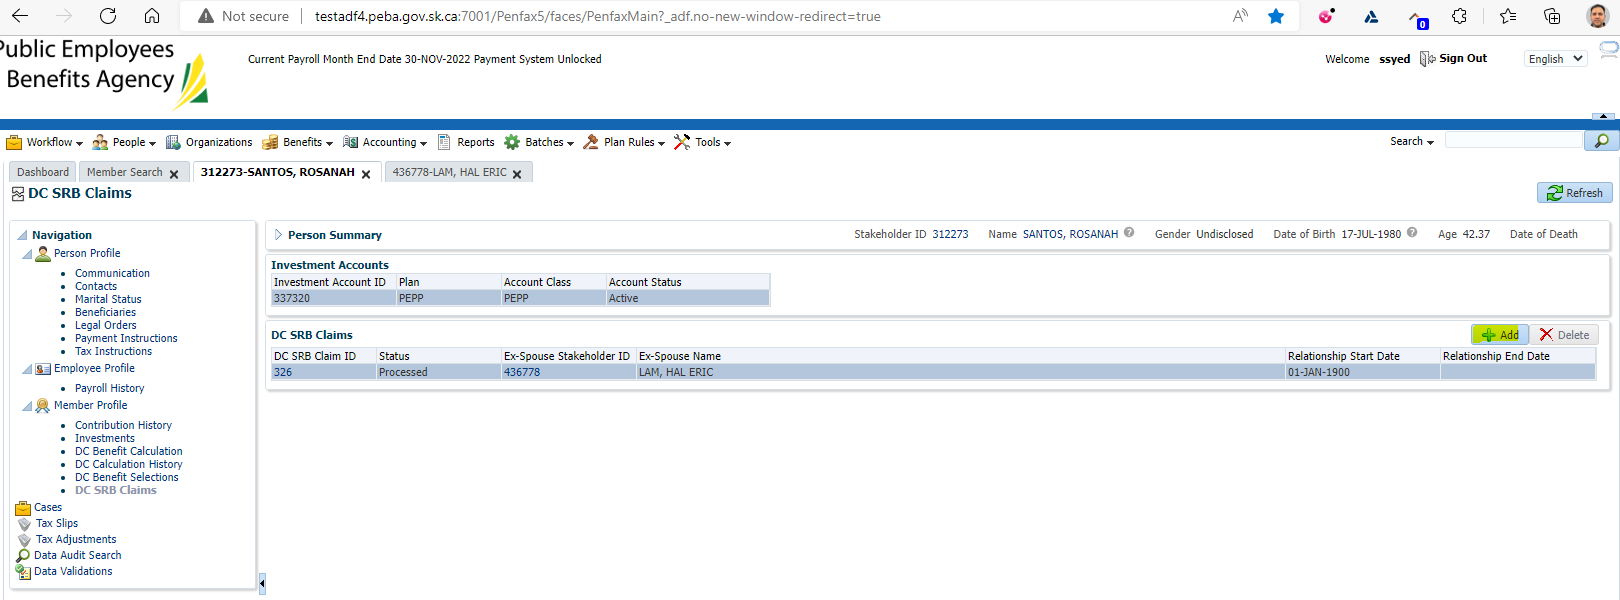 Not secure testadf4.peba.gov.sk.ca:7001/Penfax5/faces/PenfaxMain?_adf.no-new-window-redirect=true
0
Public Employees
Benefits Agency
Current Payroll Month End Date 30-NOV-2022 Payment System Unlocked
Welcome ssyed Sign Out English
Workflow People Organizations Benefits Accounting Reports Batches Plan Rules Tools Search
Dashboard Member Search 312273-SANTOS, ROSANAH 436778-LAM, HAL ERIC
DC SRB Claims Refresh
Navigation
Person Profile
Communication
Contacts
Marital Status
Beneficiaries
Legal Orders
Payment Instructions
Tax Instructions
Employee Profile
Payroll History
Member Profile
Contribution History
Investments
DC Benefit Calculation
DC Calculation History
DC Benefit Selections
DC SRB Claims
Cases
Tax Slips
Tax Adjustments
Data Audit Search
Data Validations
Person Summary Stakeholder ID 312273 Name SANTOS, ROSANAH Gender Undisclosed Date of Birth 17-JUL-1980 Age 42.37 Date of Death
Investment Accounts
Investment Account ID Plan Account Class Account Status
337320 PEPP PEPP Active
DC SRB Claims Add Delete
DC SRB Claim ID Status Ex-Spouse Stakeholder ID Ex-Spouse Name Relationship Start Date Relationship End Date
326 Processed 436778 LAM, HAL ERIC 01-JAN-1900